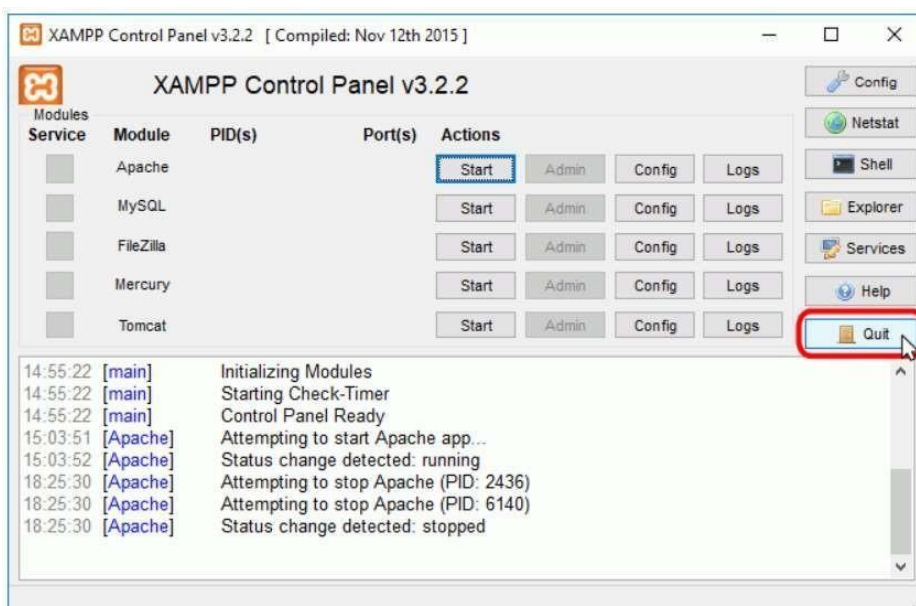 XAMPP Control Panel v3.2.2 [ Compiled: Nov 12th 2015 ]
XAMPP Control Panel v3.2.2
Config
Modules
Service Module PID(s) Port(s) Actions
Netstat
Apache Start Admin Config Logs
Shell
MySQL Start Admin Config Logs
Explorer
FileZilla Start Admin Config Logs
Services
Mercury Start Admin Config Logs
Help
Tomcat Start Admin Config Logs
Quit
14:55:22 [main] Initializing Modules
14:55:22 [main] Starting Check-Timer
14:55:22 [main] Control Panel Ready
15:03:51 [Apache] Attempting to start Apache app...
15:03:52 [Apache] Status change detected: running
18:25:30 [Apache] Attempting to stop Apache (PID: 2436)
18:25:30 [Apache] Attempting to stop Apache (PID: 6140)
18:25:30 [Apache] Status change detected: stopped